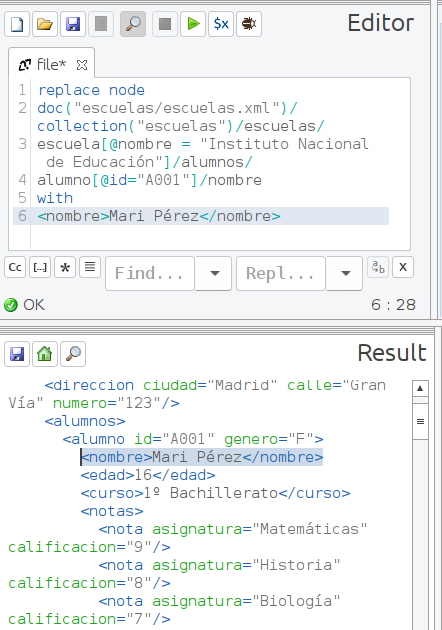 Editor
$x
file*
1 replace node
2 doc("escuelas/escuelas.xml")/
collection("escuelas")/escuelas/
3 escuela[@nombre = "Instituto Nacional
de Educación"]/alumnos/
4 alumno[@id="A001"]/nombre
5 with
6 <nombre>Mari Pérez</nombre>
Cc [..] * Find... Repl... a b x
OK 6 : 28
Result
<direccion ciudad="Madrid" calle="Gran
Vía" numero="123"/>
<alumnos>
<alumno id="A001" genero="F">
<nombre>Mari Pérez</nombre>
<edad>16</edad>
<curso>1º Bachillerato</curso>
<notas>
<nota asignatura="Matemáticas"
calificacion="9"/>
<nota asignatura="Historia"
calificacion="8"/>
<nota asignatura="Biología"
calificacion="7"/>